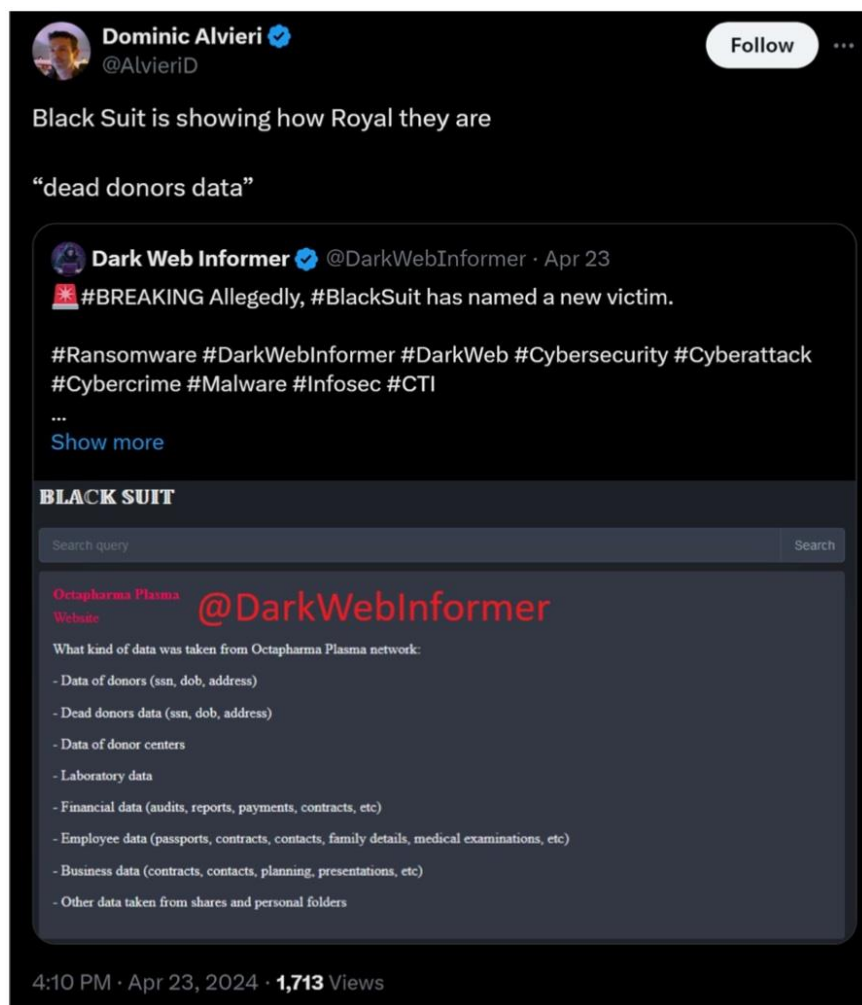 Dominic Alvieri
@AlvieriD
Follow
...
Black Suit is showing how Royal they are
“dead donors data”
Dark Web Informer @DarkWebInformer · Apr 23
🚨#BREAKING Allegedly, #BlackSuit has named a new victim.
#Ransomware #DarkWebInformer #DarkWeb #Cybersecurity #Cyberattack
#Cybercrime #Malware #Infosec #CTI
...
Show more
BLACK SUIT
Search query
Search
Octapharma Plasma
Website
@DarkWebInformer
What kind of data was taken from Octapharma Plasma network:
- Data of donors (ssn, dob, address)
- Dead donors data (ssn, dob, address)
- Data of donor centers
- Laboratory data
- Financial data (audits, reports, payments, contracts, etc)
- Employee data (passports, contracts, contacts, family details, medical examinations, etc)
- Business data (contracts, contacts, planning, presentations, etc)
- Other data taken from shares and personal folders
4:10 PM · Apr 23, 2024 · 1,713 Views